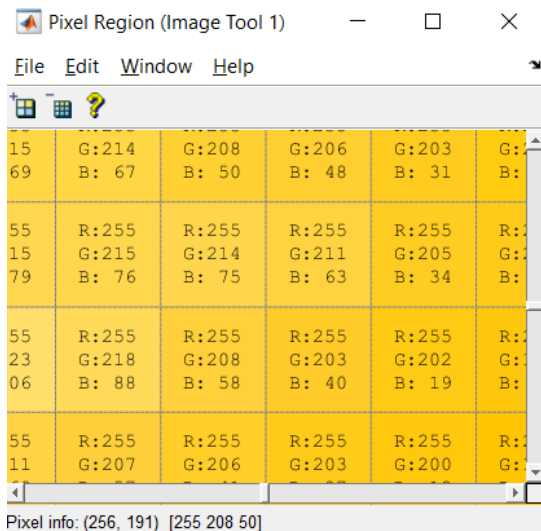 Pixel Region (Image Tool 1)
File Edit Window Help
15 G:214 G:208 G:206 G:203 G:
69 B: 67 B: 50 B: 48 B: 31 B:
55 R:255 R:255 R:255 R:255 R:
15 G:215 G:214 G:211 G:205 G:
79 B: 76 B: 75 B: 63 B: 34 B:
55 R:255 R:255 R:255 R:255 R:
23 G:218 G:208 G:203 G:202 G:
06 B: 88 B: 58 B: 40 B: 19 B:
55 R:255 R:255 R:255 R:255 R:
11 G:207 G:206 G:203 G:200 G:
Pixel info: (256, 191) [255 208 50]